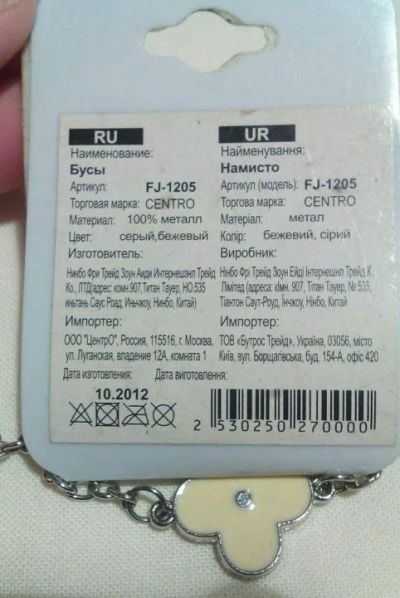 RU
Наименование:
Бусы
Артикул: FJ-1205
Торговая марка: CENTRO
Материал: 100% металл
Цвет: серый,бежевый
Изготовитель:
Нинбо Фри Трейд Зоун Аиди Интернешнл Трейд
Ко., ЛТД(адрес: комн.907,Титан Тауер, НО.535
иньтань Саус Роад, Иньчжоу, Нинбо, Китай)
Импортер:
ООО "ЦентрО", Россия, 115516, г. Москва,
ул. Луганская, владение 12А, комната 1
Дата изготовления:
10.2012
UR
Найменування:
Намисто
Артикул (модель): FJ-1205
Торгова марка: CENTRO
Матеріал: метал
Колір: бежевий, сірий
Виробник:
Нінбо Фрі Трейд Зоун Ейді Інтернешнл Трейд К
Лімітед (адреса: кімн. 907, Титан Тауер, № 535,
Тіантон Саут-Роуд, Інчжоу, Нінбо, Китай)
Імпортер:
ТОВ «Бутрос Трейд», Україна, 03056, місто
Київ, вул. Борщагівська, буд. 154-А, офіс 420
Дата виготовлення:
2 530250 270000